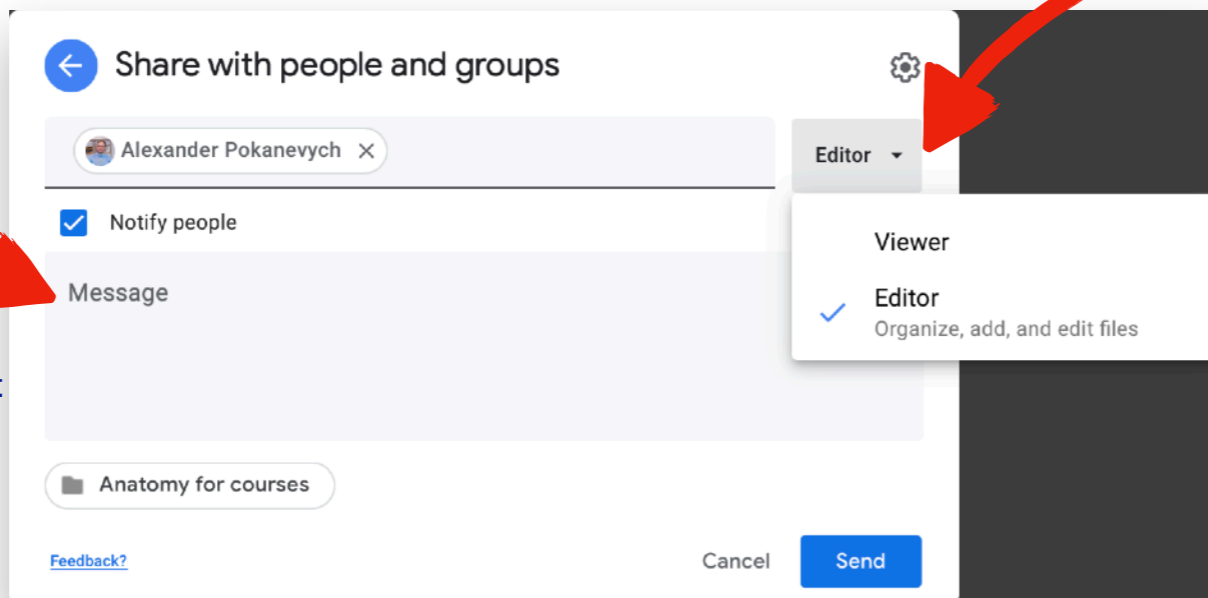 Share with people and groups
Alexander Pokanevych
Editor
Notify people
Viewer
Message
Editor
Organize, add, and edit files
Anatomy for courses
Feedback?
Cancel
Send